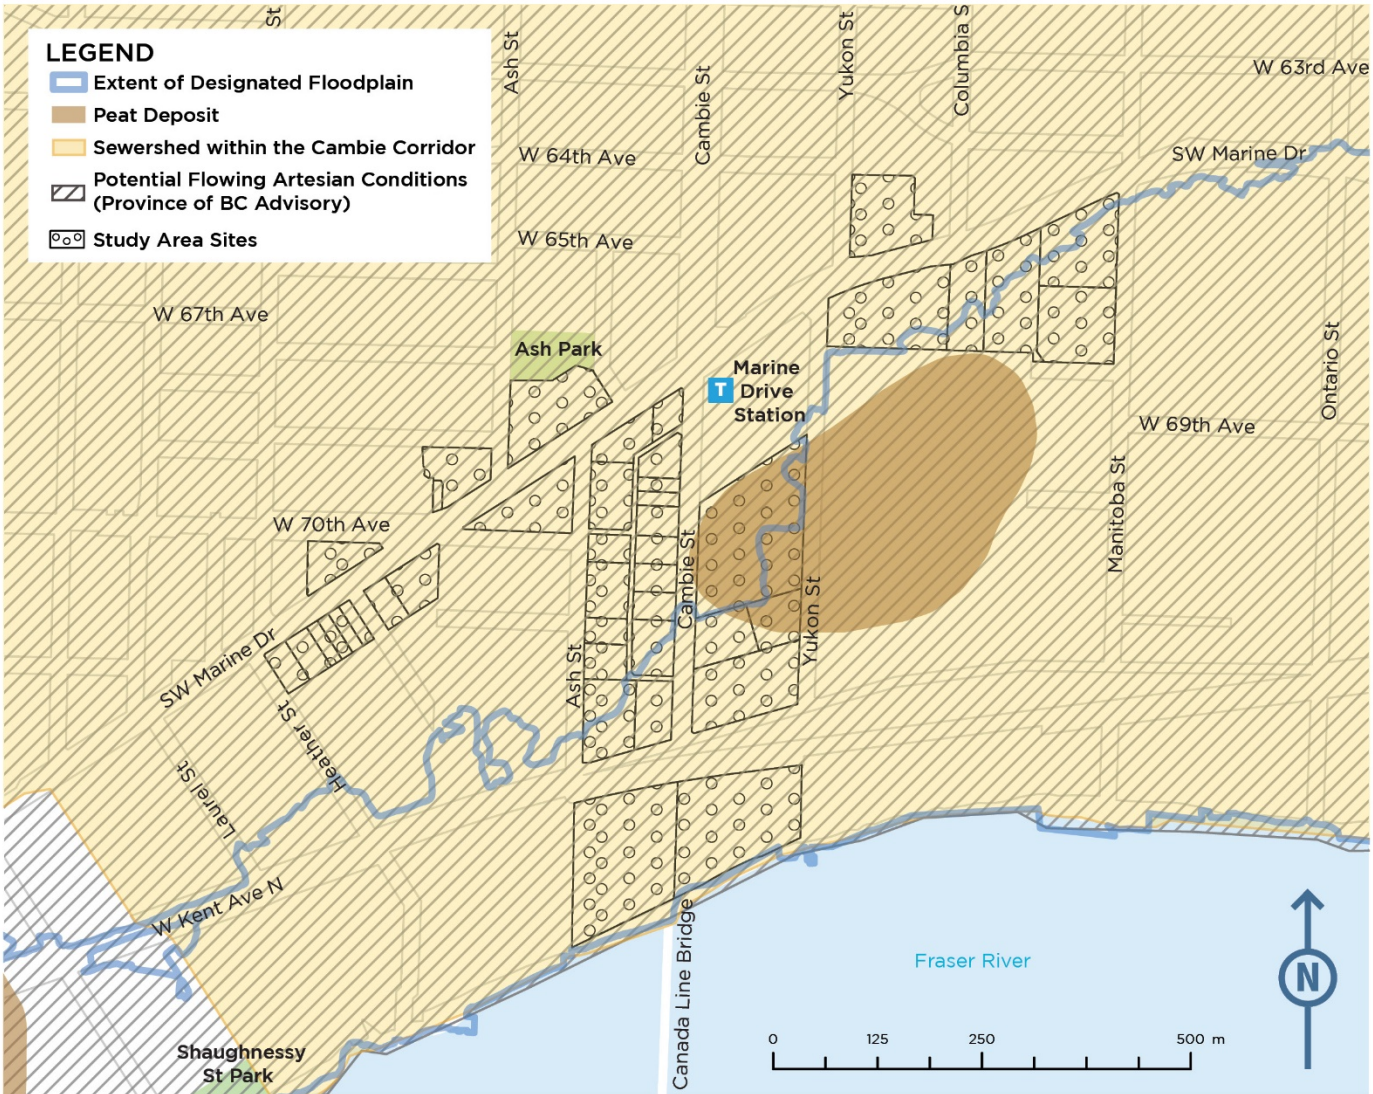 St
Ash St
Cambie St
Yukon St
Columbia S
W 63rd Ave
LEGEND
Extent of Designated Floodplain
Peat Deposit
Sewershed within the Cambie Corridor
Potential Flowing Artesian Conditions
(Province of BC Advisory)
Study Area Sites
W 64th Ave
SW Marine Dr
W 65th Ave
W 67th Ave
Ash Park
T
Marine
Drive
Station
Ontario St
W 69th Ave
Manitoba St
W 70th Ave
Cambie St
Yukon St
Ash St
SW Marine Dr
Heather St
Laurel St
W Kent Ave N
Canada Line Bridge
Fraser River
N
Shaughnessy
St Park
0 125 250 500 m